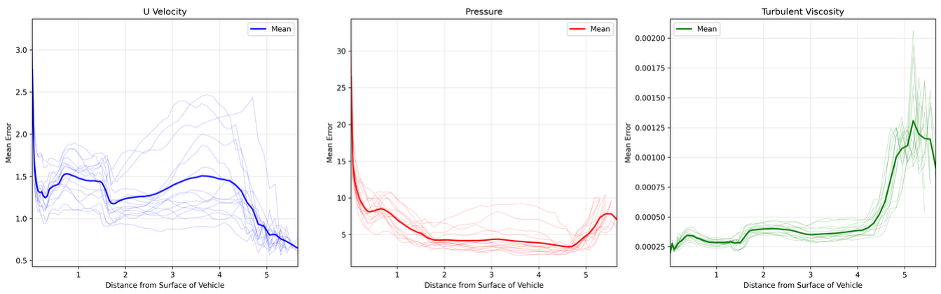 U Velocity
Mean
3.0
2.5
2.0
1.5
1.0
0.5
Mean Error
1
2
3
4
5
Distance from Surface of Vehicle
Pressure
Mean
30
25
20
15
10
5
Mean Error
1
2
3
4
5
Distance from Surface of Vehicle
Turbulent Viscosity
Mean
0.00200
0.00175
0.00150
0.00125
0.00100
0.00075
0.00050
0.00025
Mean Error
1
2
3
4
5
Distance from Surface of Vehicle